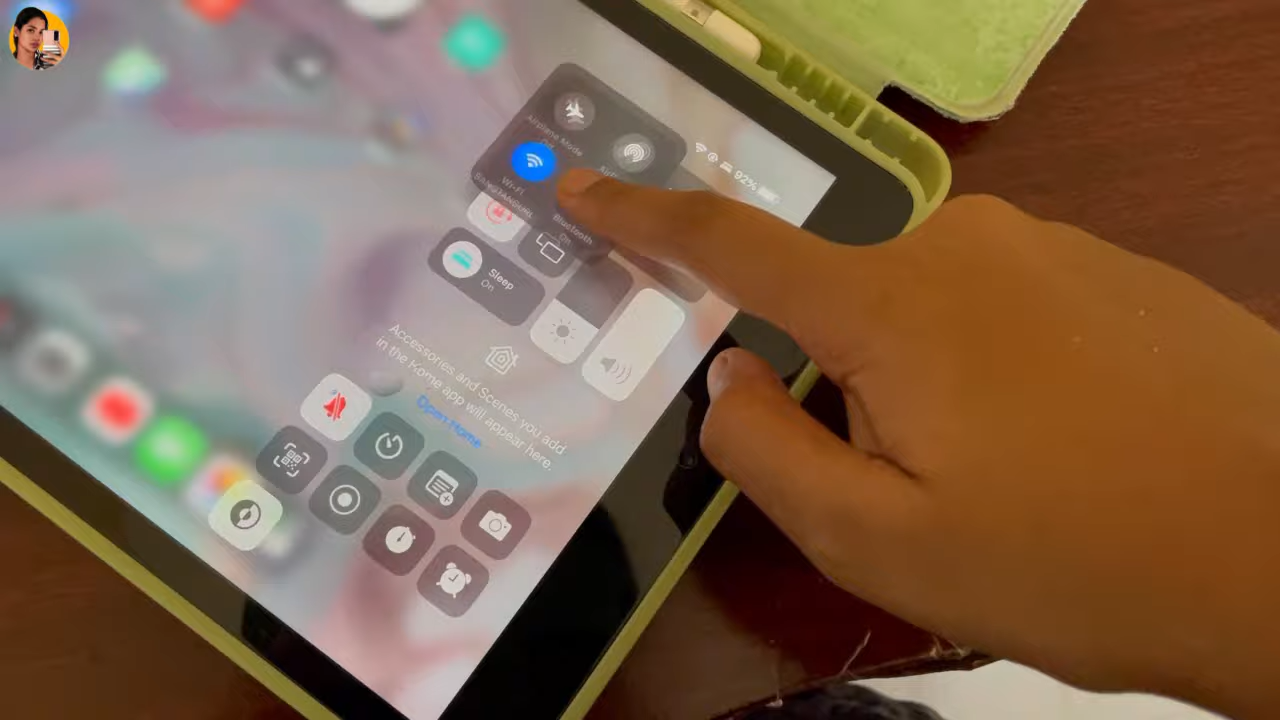 92%
Airplane Mode
Off
Wi-Fi
Bluetooth
On
Sleep
On
Accessories and Scenes you add
in the Home app will appear here.
Open Home